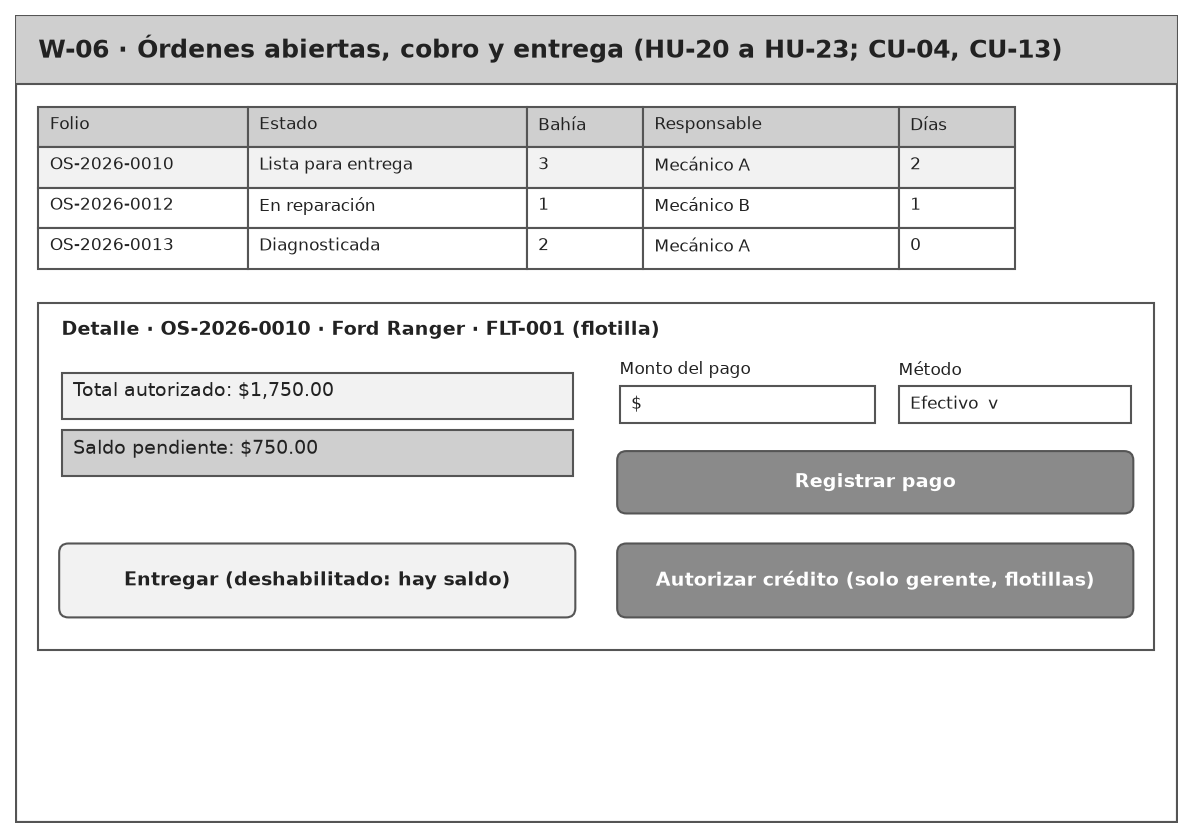 W-06 · Órdenes abiertas, cobro y entrega (HU-20 a HU-23; CU-04, CU-13)
Folio Estado Bahía Responsable Días
OS-2026-0010 Lista para entrega 3 Mecánico A 2
OS-2026-0012 En reparación 1 Mecánico B 1
OS-2026-0013 Diagnosticada 2 Mecánico A 0
Detalle · OS-2026-0010 · Ford Ranger · FLT-001 (flotilla)
Total autorizado: $1,750.00
Saldo pendiente: $750.00
Monto del pago Método
$ Efectivo v
Registrar pago
Entregar (deshabilitado: hay saldo)
Autorizar crédito (solo gerente, flotillas)